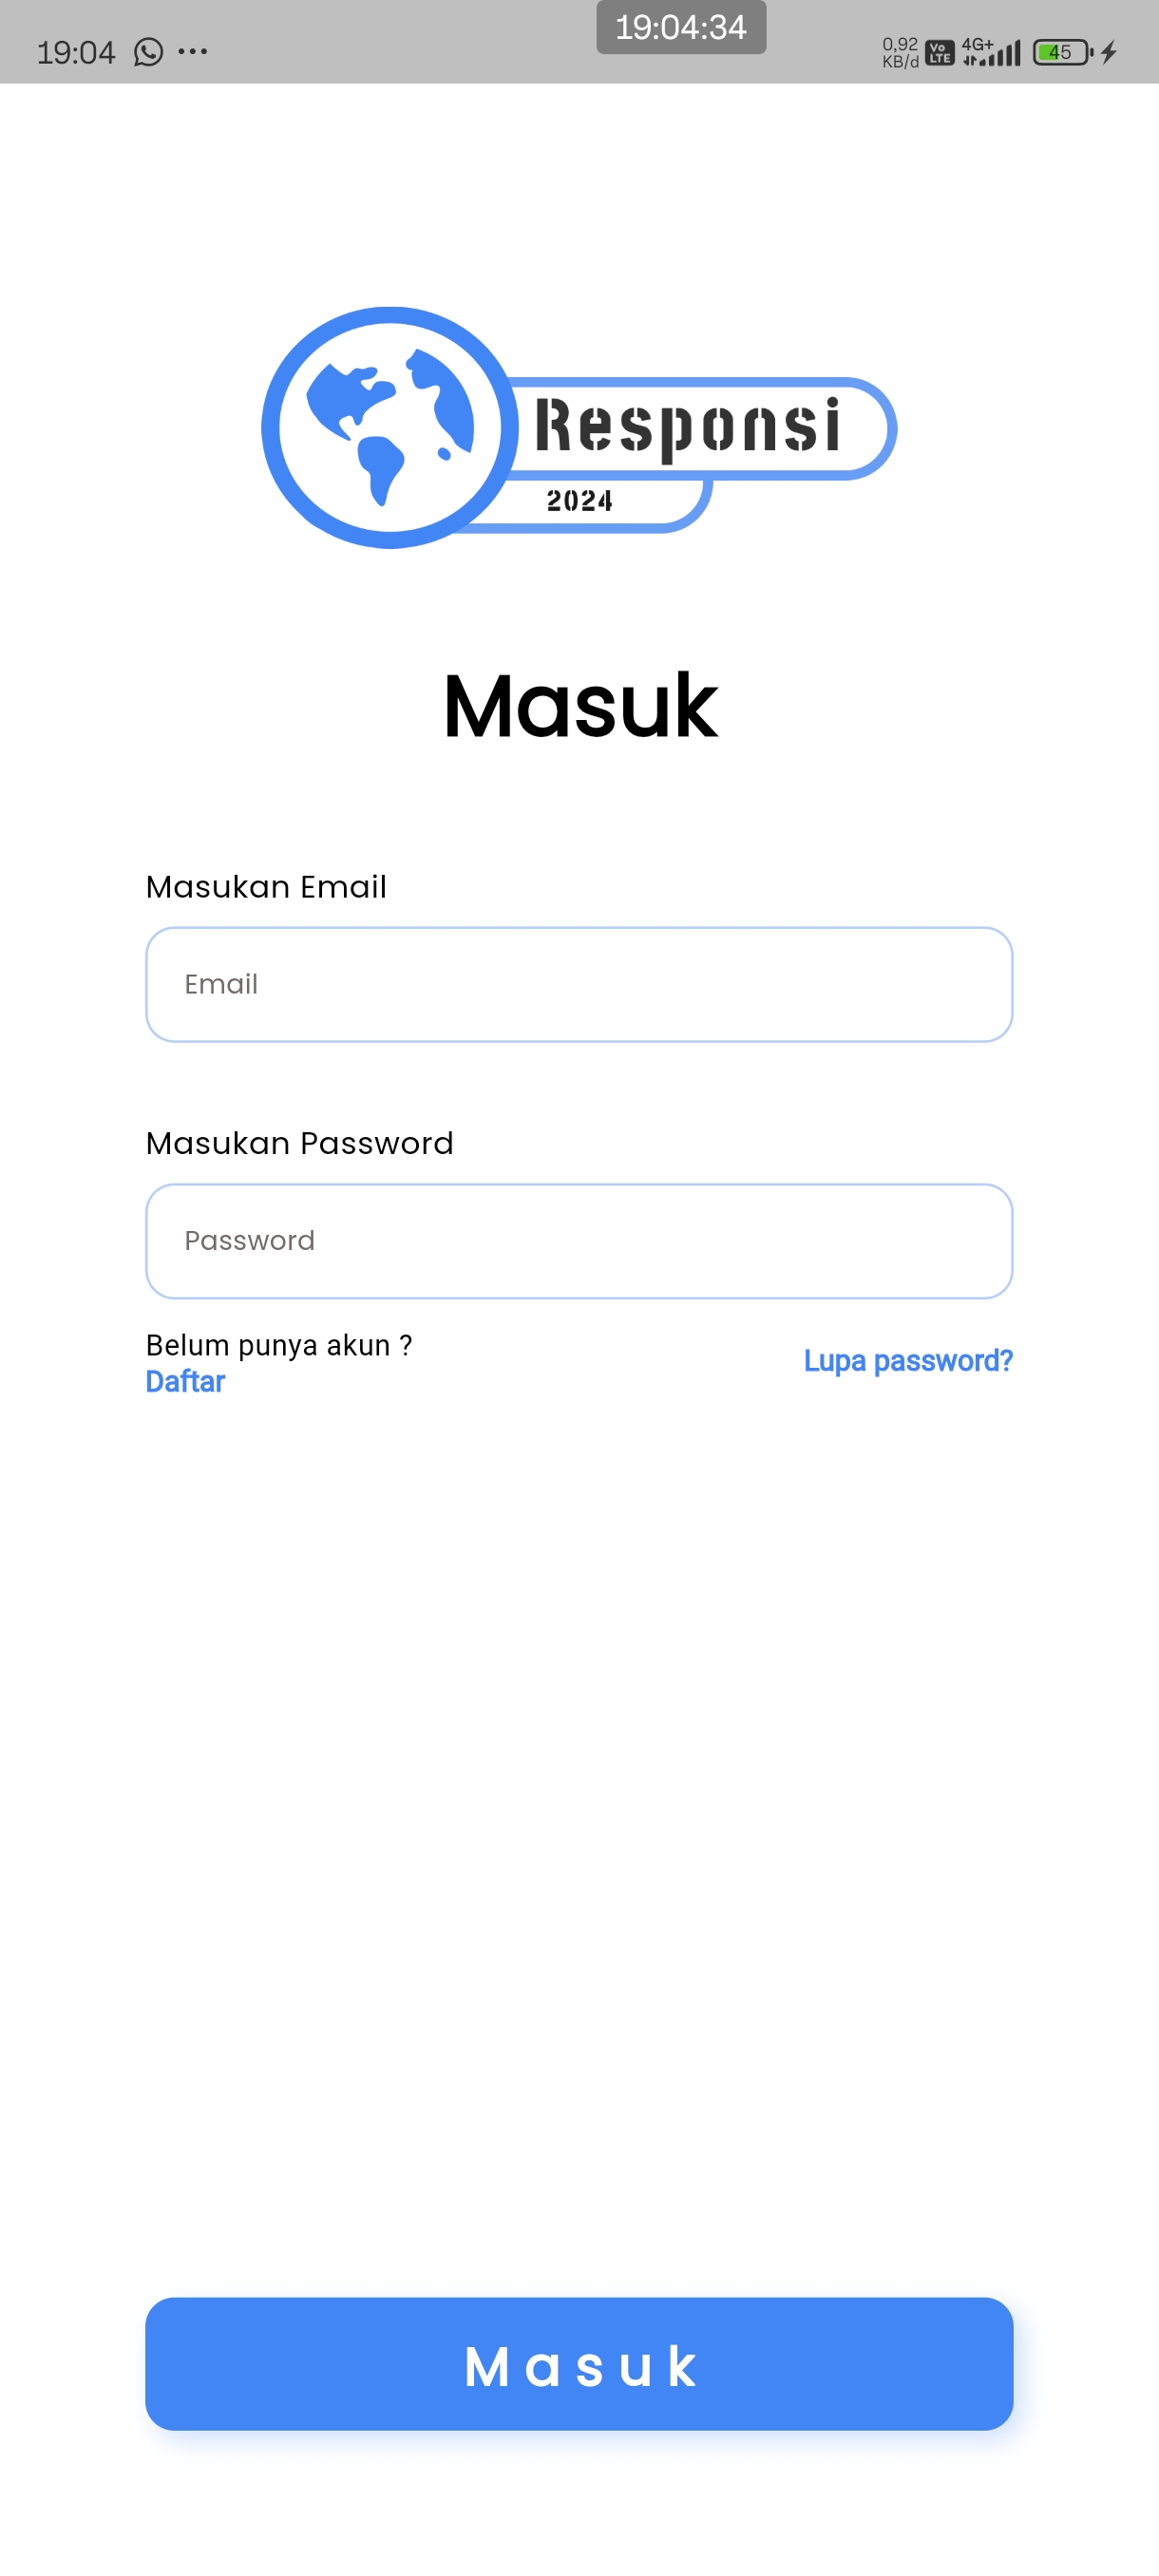 19:04:34
19:04 ... 0,92 KB/d Vo LTE 4G+ 45
Responsi
2024
Masuk
Masukan Email
Email
Masukan Password
Password
Belum punya akun ?
Daftar
Lupa password?
Masuk